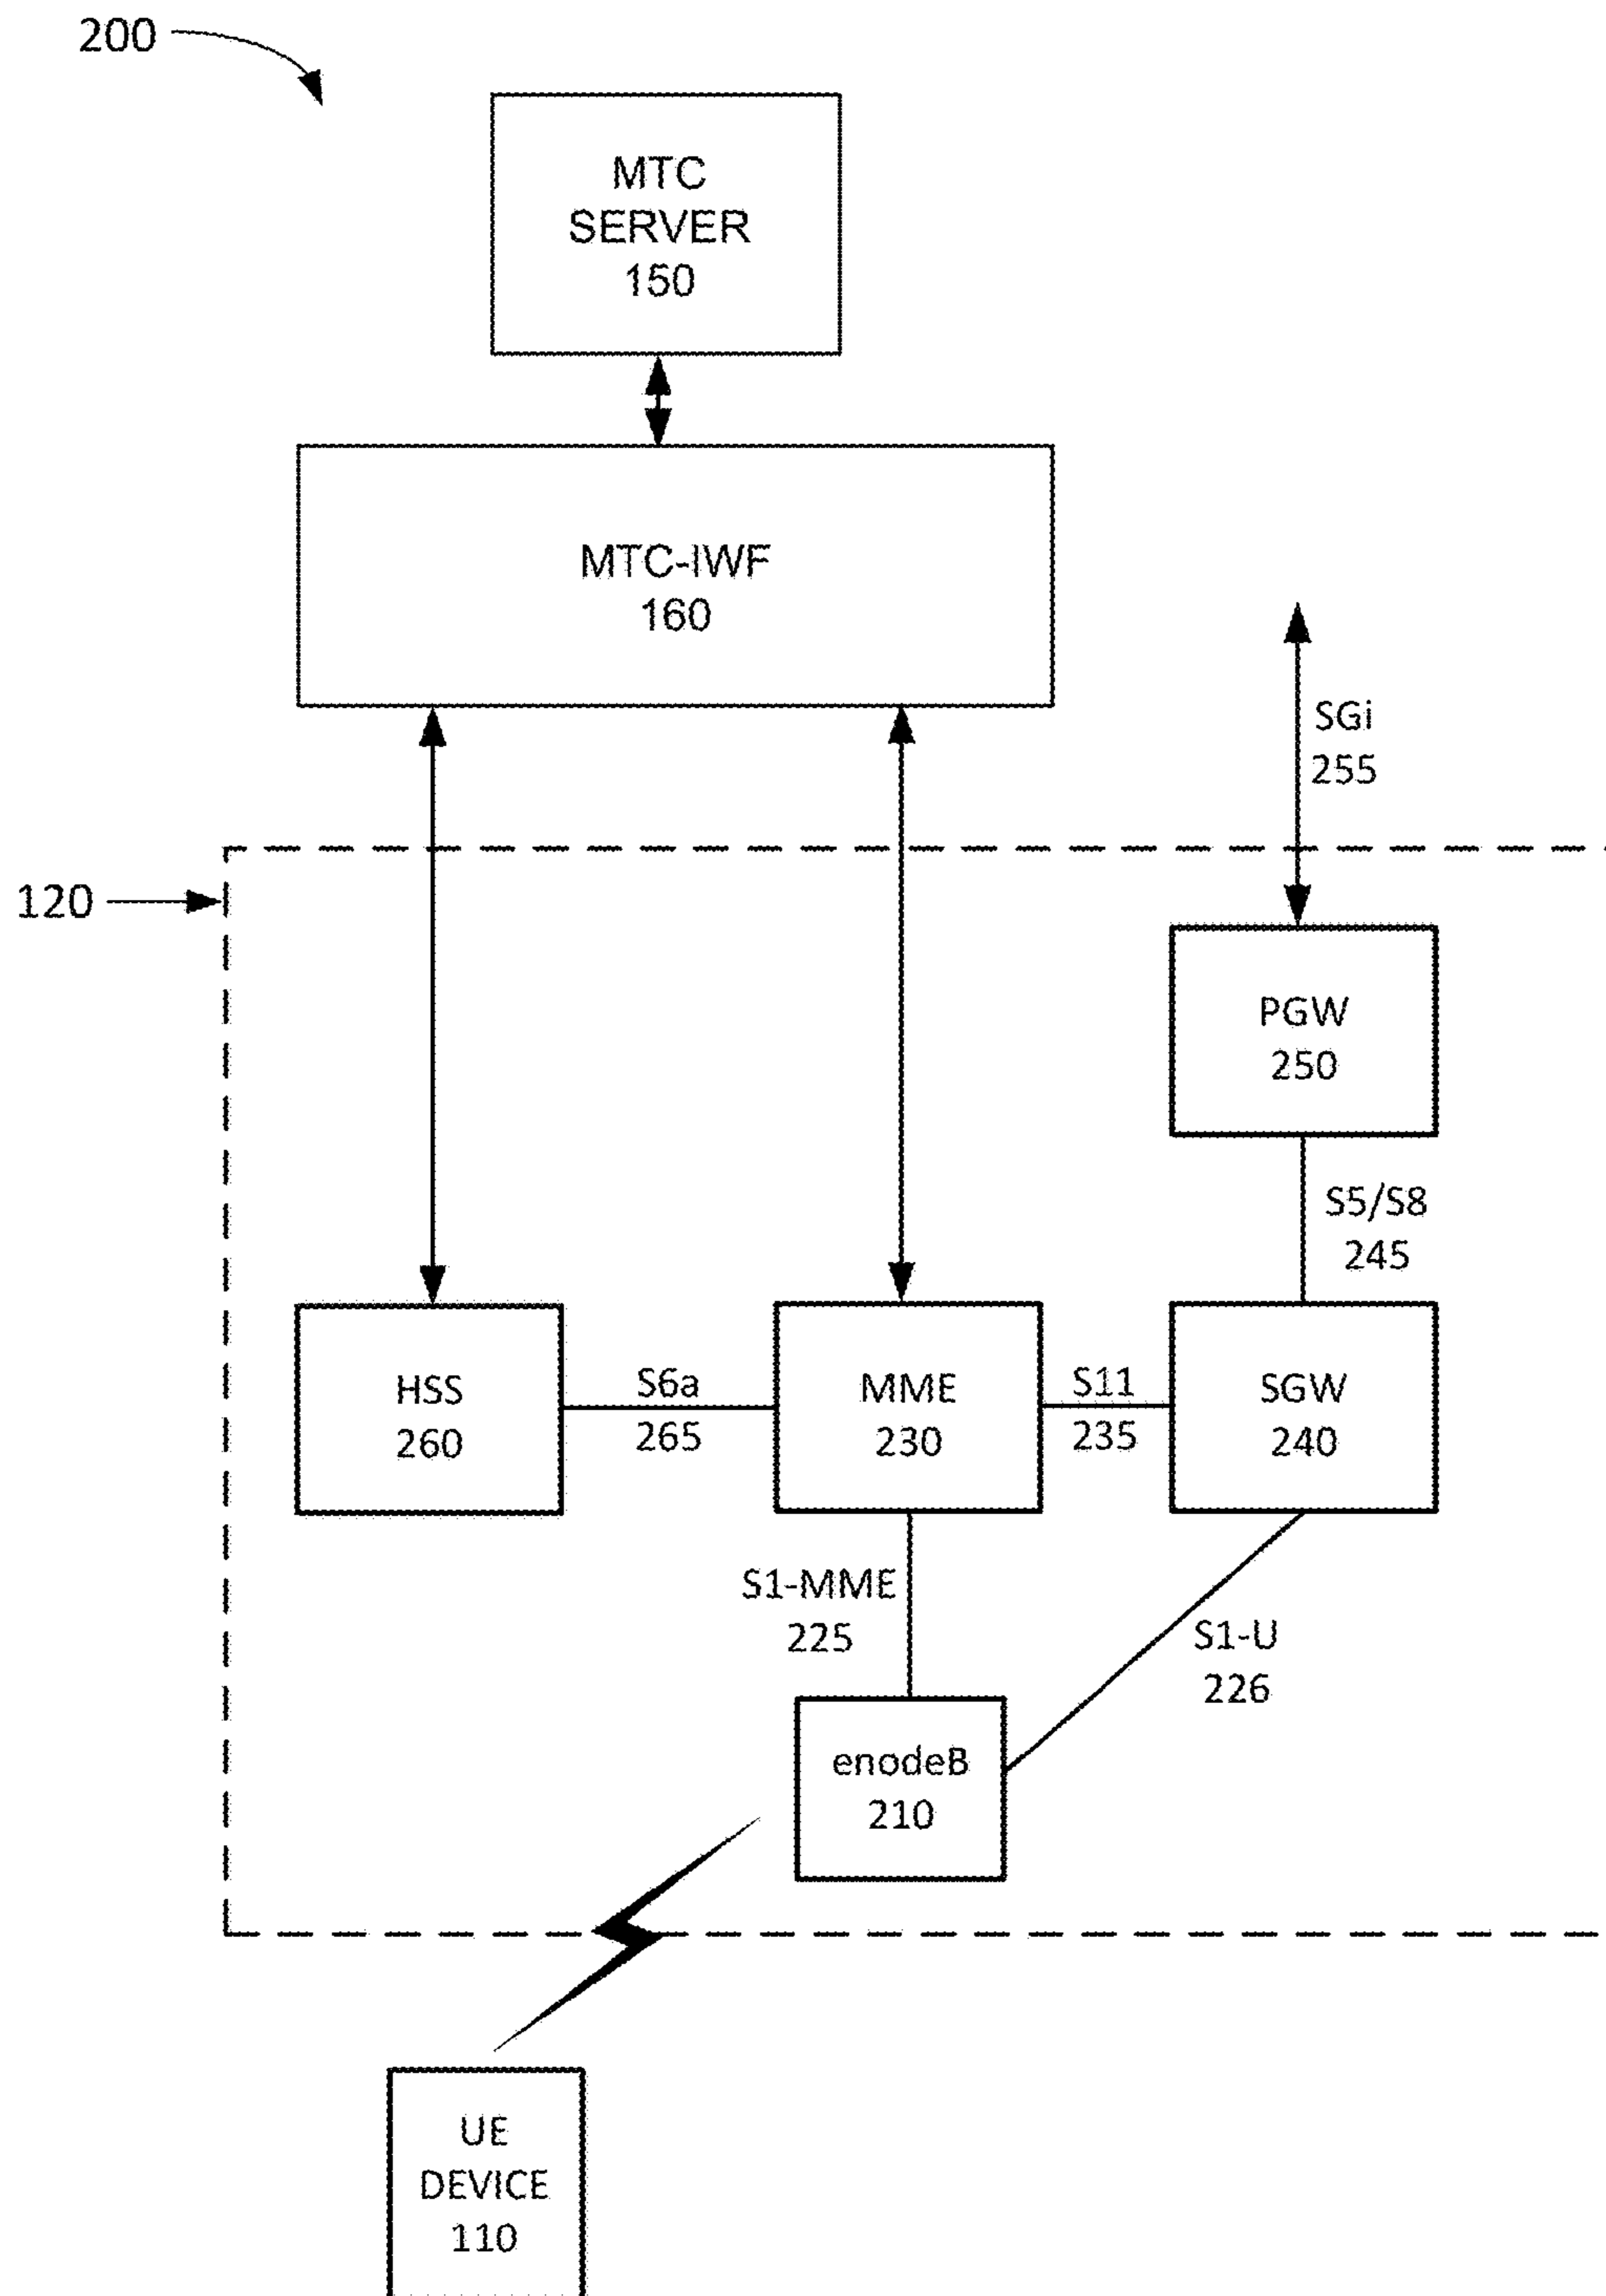 200
MTC
SERVER
150
MTC-IWF
160
SGi
255
120
PGW
250
S5/S8
245
HSS
260
S6a
265
MME
230
S11
235
SGW
240
S1-MME
225
S1-U
226
enodeB
210
UE
DEVICE
110